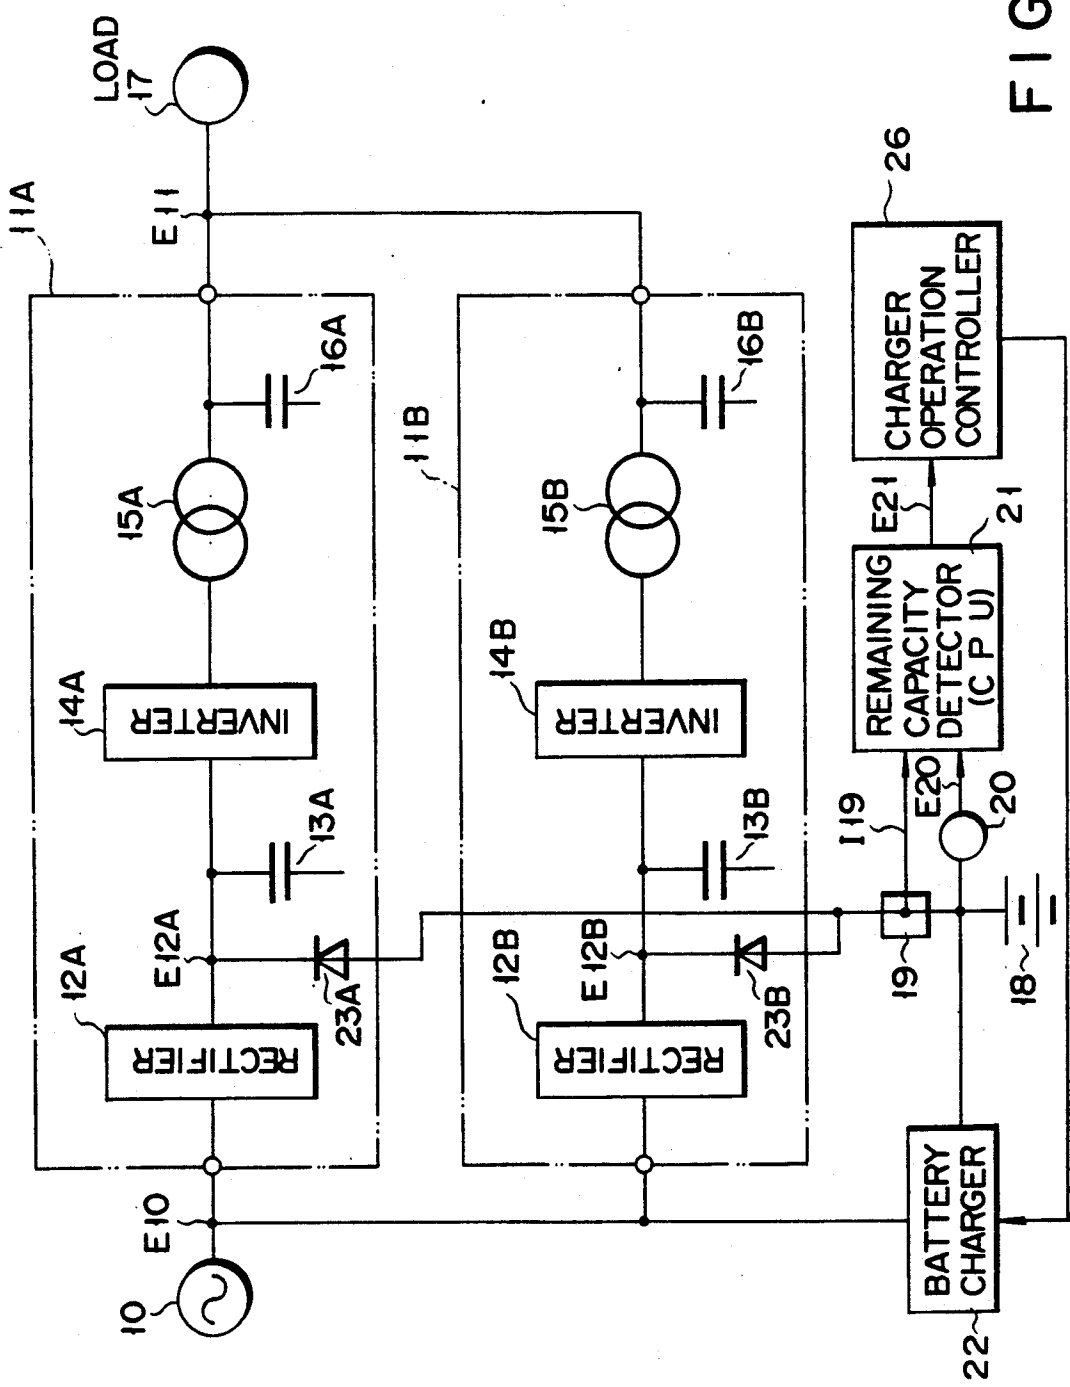 LOAD
17
11A
E111
16A
15A
14A
INVERTER
13A
E12A
12A
RECTIFIER
23A
E10
10
11B
16B
15B
14B
INVERTER
13B
E12B
12B
RECTIFIER
23B
26
CHARGER
OPERATION
CONTROLLER
E21
21
REMAINING
CAPACITY
DETECTOR
(CPU)
I19
E20
20
19
18
BATTERY
CHARGER
22
FIG